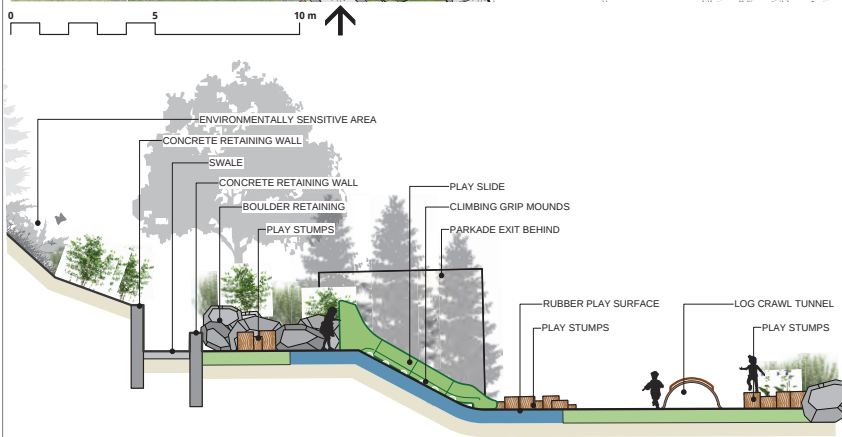 0 5 10 m
ENVIRONMENTALLY SENSITIVE AREA
CONCRETE RETAINING WALL
SWALE
CONCRETE RETAINING WALL
BOULDER RETAINING
PLAY STUMPS
PLAY SLIDE
CLIMBING GRIP MOUNDS
PARKADE EXIT BEHIND
RUBBER PLAY SURFACE
PLAY STUMPS
LOG CRAWL TUNNEL
PLAY STUMPS